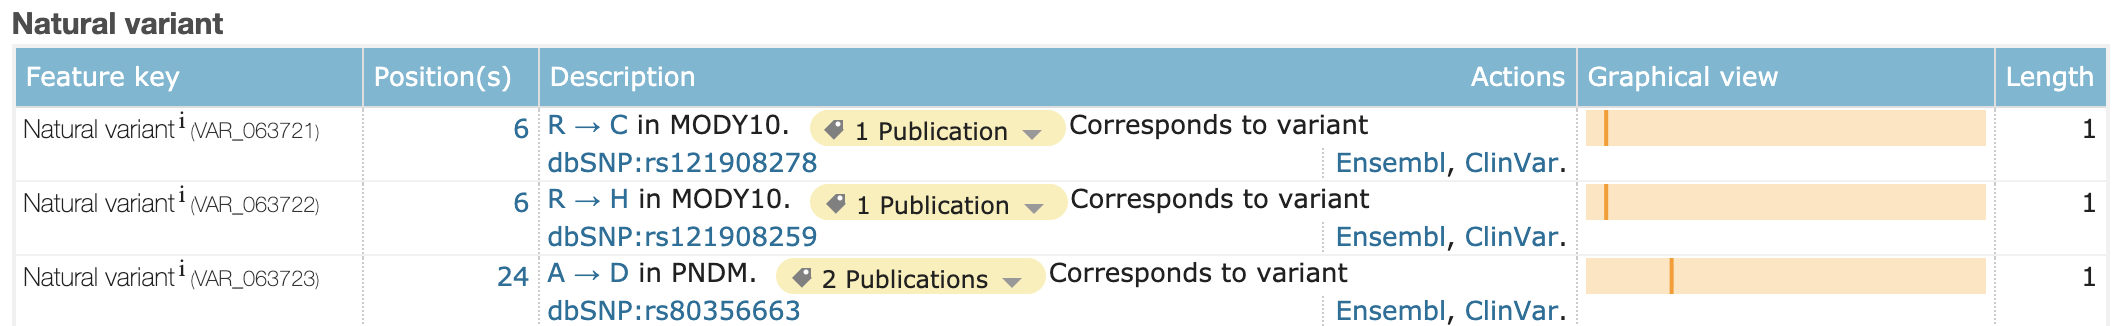 Natural variant
Feature key Position(s) Description Actions Graphical view Length
Natural variant i (VAR_063721) 6 R → C in MODY10. 1 Publication Corresponds to variant 1
dbSNP:rs121908278 Ensembl, ClinVar.
Natural variant i (VAR_063722) 6 R → H in MODY10. 1 Publication Corresponds to variant 1
dbSNP:rs121908259 Ensembl, ClinVar.
Natural variant i (VAR_063723) 24 A → D in PNDM. 2 Publications Corresponds to variant 1
dbSNP:rs80356663 Ensembl, ClinVar.